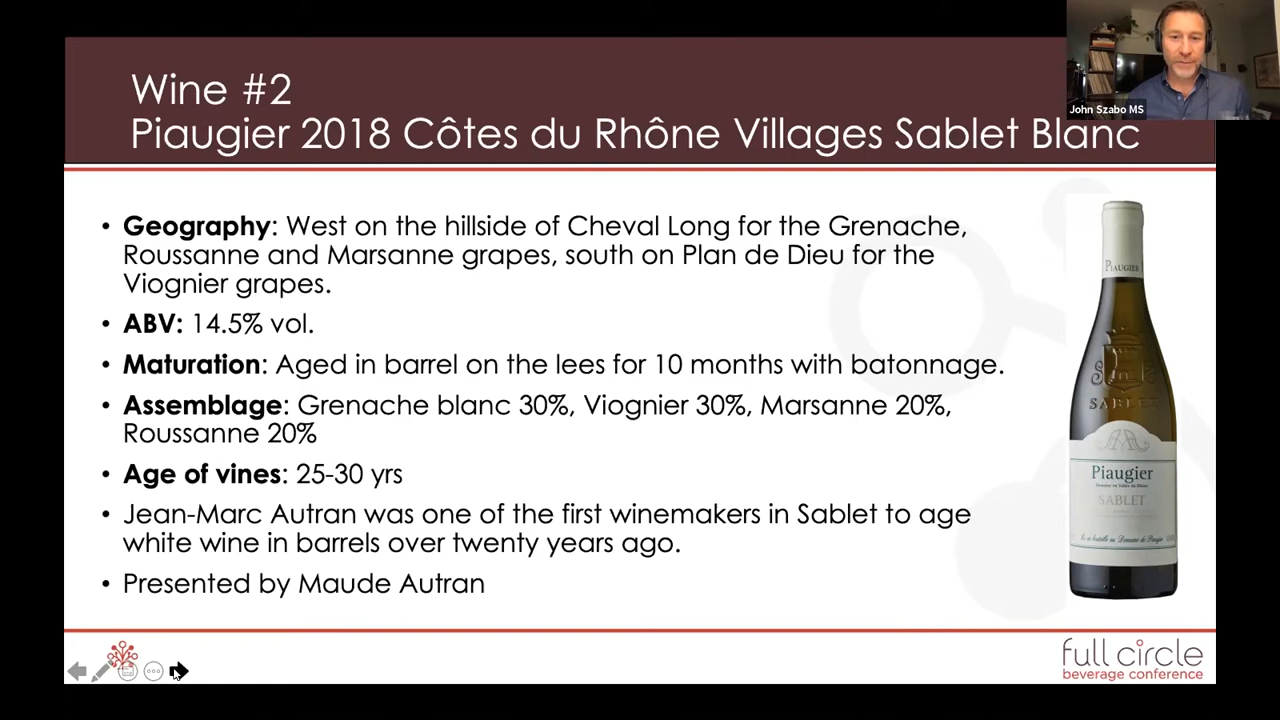 John Szabo MS
Wine #2
Piaugier 2018 Côtes du Rhône Villages Sablet Blanc
• Geography: West on the hillside of Cheval Long for the Grenache,
Roussanne and Marsanne grapes, south on Plan de Dieu for the
Viognier grapes.
• ABV: 14.5% vol.
• Maturation: Aged in barrel on the lees for 10 months with batonnage.
• Assemblage: Grenache blanc 30%, Viognier 30%, Marsanne 20%,
Roussanne 20%
• Age of vines: 25-30 yrs
• Jean-Marc Autran was one of the first winemakers in Sablet to age
white wine in barrels over twenty years ago.
• Presented by Maude Autran
PIAUGIER
SABLET
Piaugier
SABLET
full circle
beverage conference